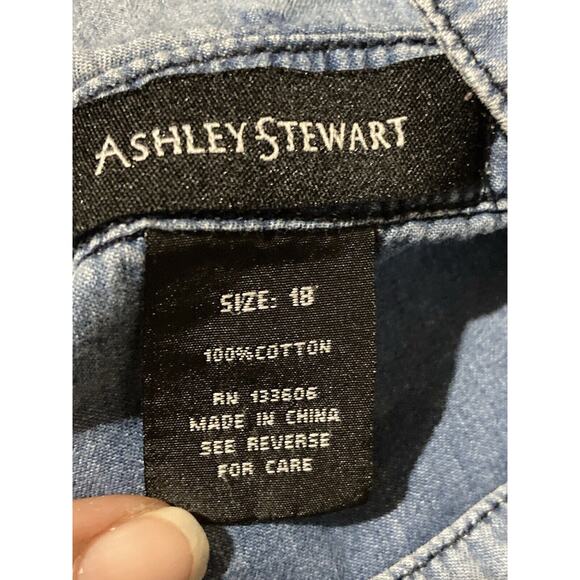 ASHLEY STEWART
SIZE: 18
100%COTTON
RN 133606
MADE IN CHINA
SEE REVERSE
FOR CARE